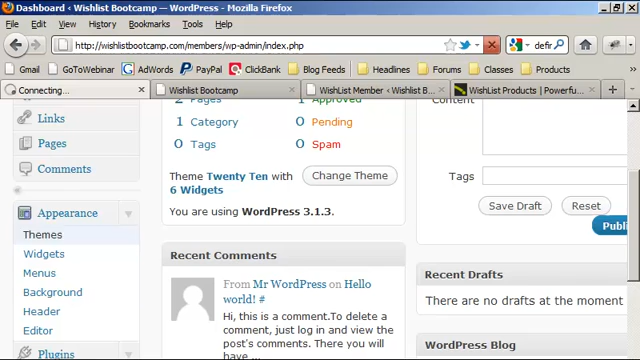 Dashboard ‹ Wishlist Bootcamp — WordPress - Mozilla Firefox
File Edit View History Bookmarks Tools Help
http://wishlistbootcamp.com/members/wp-admin/index.php
defir
Gmail GoToWebinar AdWords PayPal ClickBank Blog Feeds Headlines Forums Classes Products
Connecting... Wishlist Bootcamp WishList Member ‹ Wishlist B... WishList Products | Powerfu...
Links
Pages
Comments
Appearance
Themes
Widgets
Menus
Background
Header
Editor
Plugins
2 Pages 1 Approved
1 Category 0 Pending
0 Tags 0 Spam
Theme Twenty Ten with
6 Widgets
Change Theme
You are using WordPress 3.1.3.
Recent Comments
From Mr WordPress on Hello
world! #
Hi, this is a comment.To delete a
comment, just log in and view the
post's comments. There you will
have ...
Content
Tags
Save Draft Reset
Publi
Recent Drafts
There are no drafts at the moment
WordPress Blog